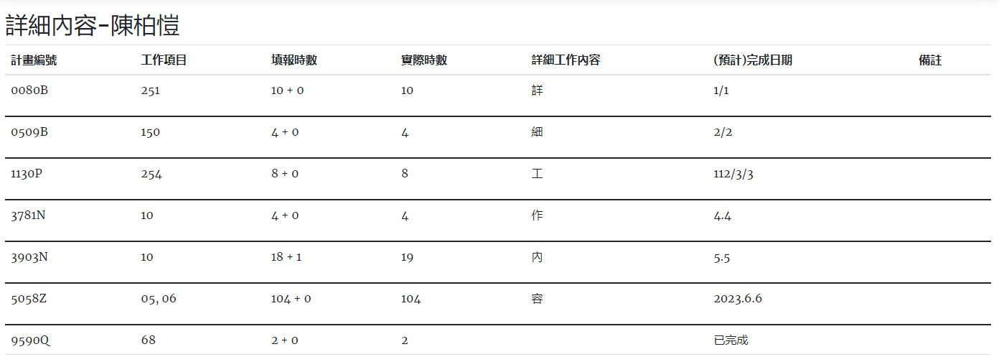 詳細內容-陳柏愷
計畫編號 工作項目 填報時數 實際時數 詳細工作內容 (預計)完成日期 備註
0080B 251 10 + 0 10 詳 1/1
0509B 150 4 + 0 4 細 2/2
1130P 254 8 + 0 8 工 112/3/3
3781N 10 4 + 0 4 作 4.4
3903N 10 18 + 1 19 內 5.5
5058Z 05, 06 104 + 0 104 容 2023.6.6
9590Q 68 2 + 0 2 已完成